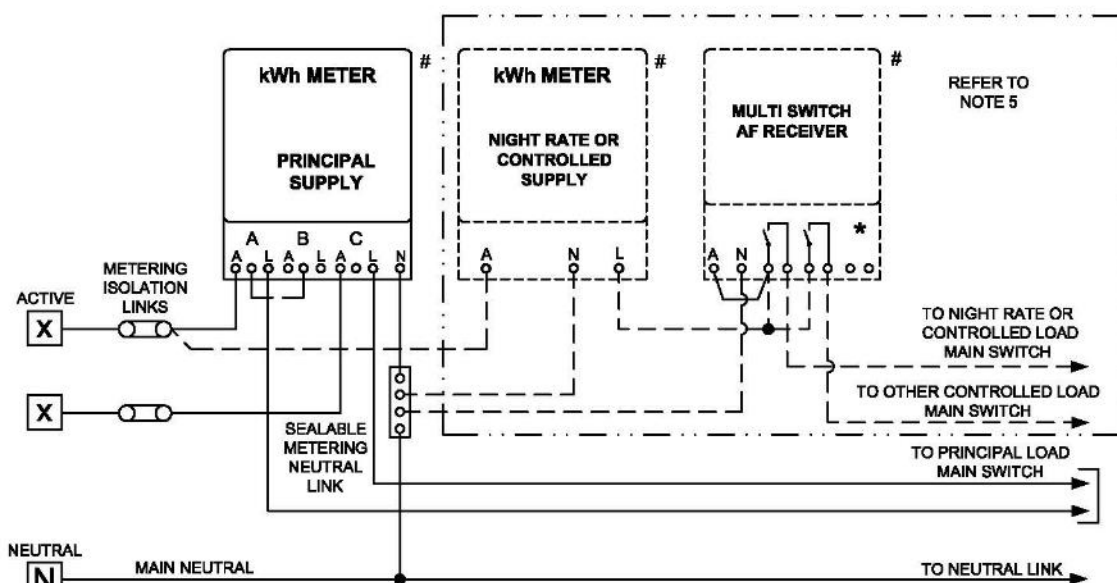 kWh METER
PRINCIPAL
SUPPLY
#
A B C
A L A L A L N
kWh METER
NIGHT RATE OR
CONTROLLED
SUPPLY
#
A N L
MULTI SWITCH
AF RECEIVER
#
*
A N
REFER TO
NOTE 5
METERING
ISOLATION
LINKS
ACTIVE
X
X
SEALABLE
METERING
NEUTRAL
LINK
TO NIGHT RATE OR
CONTROLLED LOAD
MAIN SWITCH
TO OTHER CONTROLLED LOAD
MAIN SWITCH
TO PRINCIPAL LOAD
MAIN SWITCH
NEUTRAL
N
MAIN NEUTRAL
TO NEUTRAL LINK